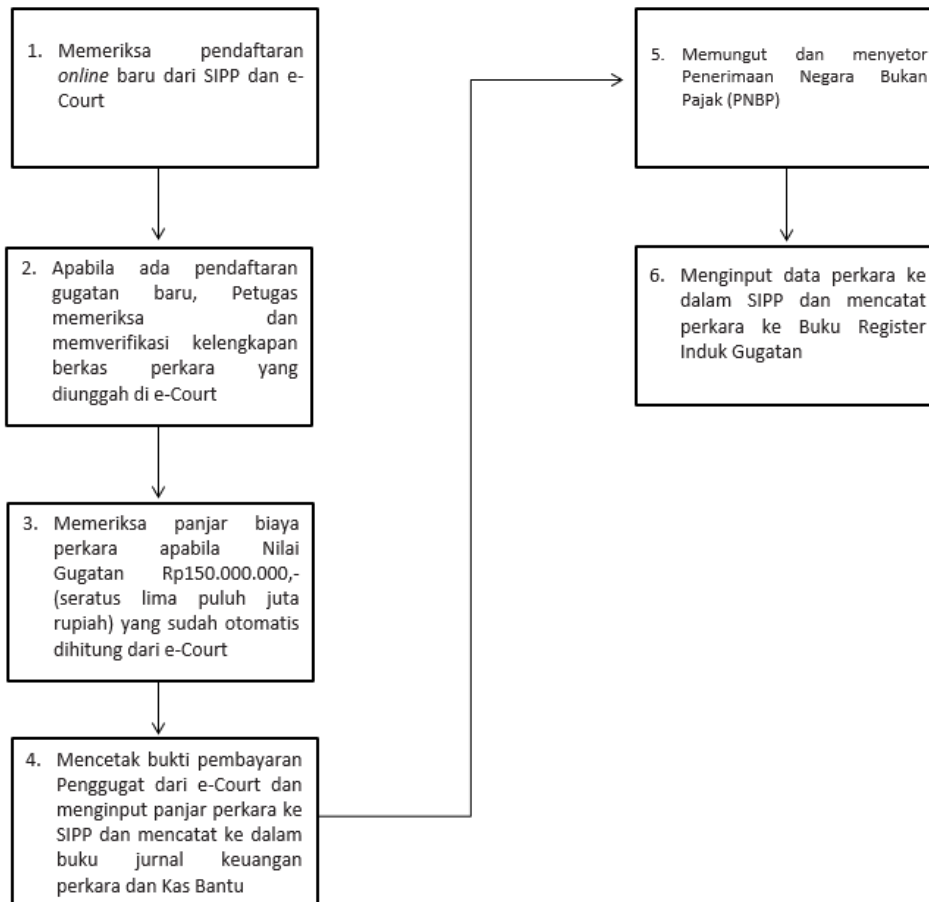 1. Memeriksa pendaftaran
online baru dari SIPP dan e-
Court
2. Apabila ada pendaftaran
gugatan baru, Petugas
memeriksa dan
memverifikasi kelengkapan
berkas perkara yang
diunggah di e-Court
3. Memeriksa panjar biaya
perkara apabila Nilai
Gugatan Rp150.000.000,-
(seratus lima puluh juta
rupiah) yang sudah otomatis
dihitung dari e-Court
4. Mencetak bukti pembayaran
Penggugat dari e-Court dan
menginput panjar perkara ke
SIPP dan mencatat ke dalam
buku jurnal keuangan
perkara dan Kas Bantu
5. Memungut dan menyetor
Penerimaan Negara Bukan
Pajak (PNBP)
6. Menginput data perkara ke
dalam SIPP dan mencatat
perkara ke Buku Register
Induk Gugatan